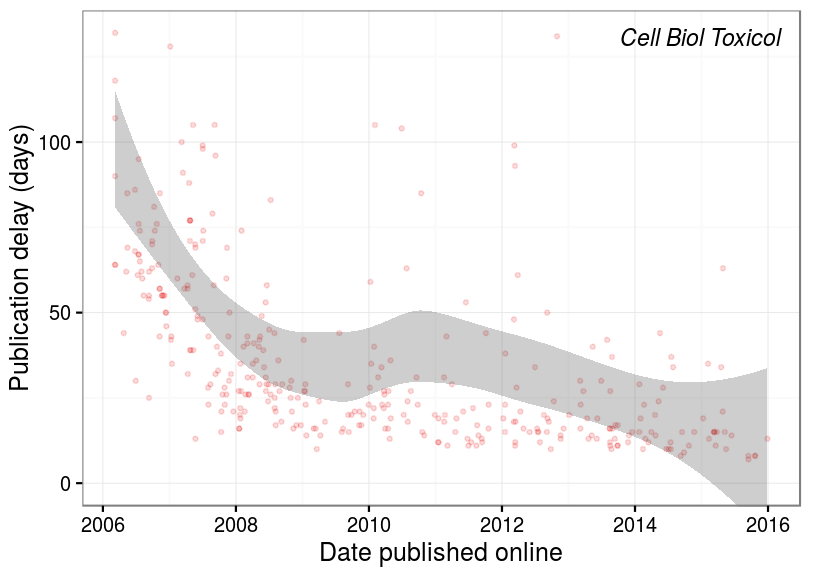 Cell Biol Toxicol
Publication delay (days)
100
50
0
2006 2008 2010 2012 2014 2016
Date published online